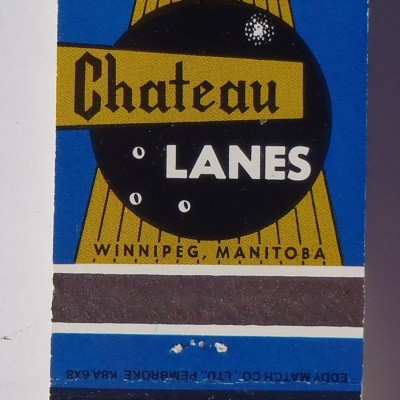 Chateau
LANES
WINNIPEG, MANITOBA
EDDY MATCH CO., LTD., PEMBROKE K8A 6X8